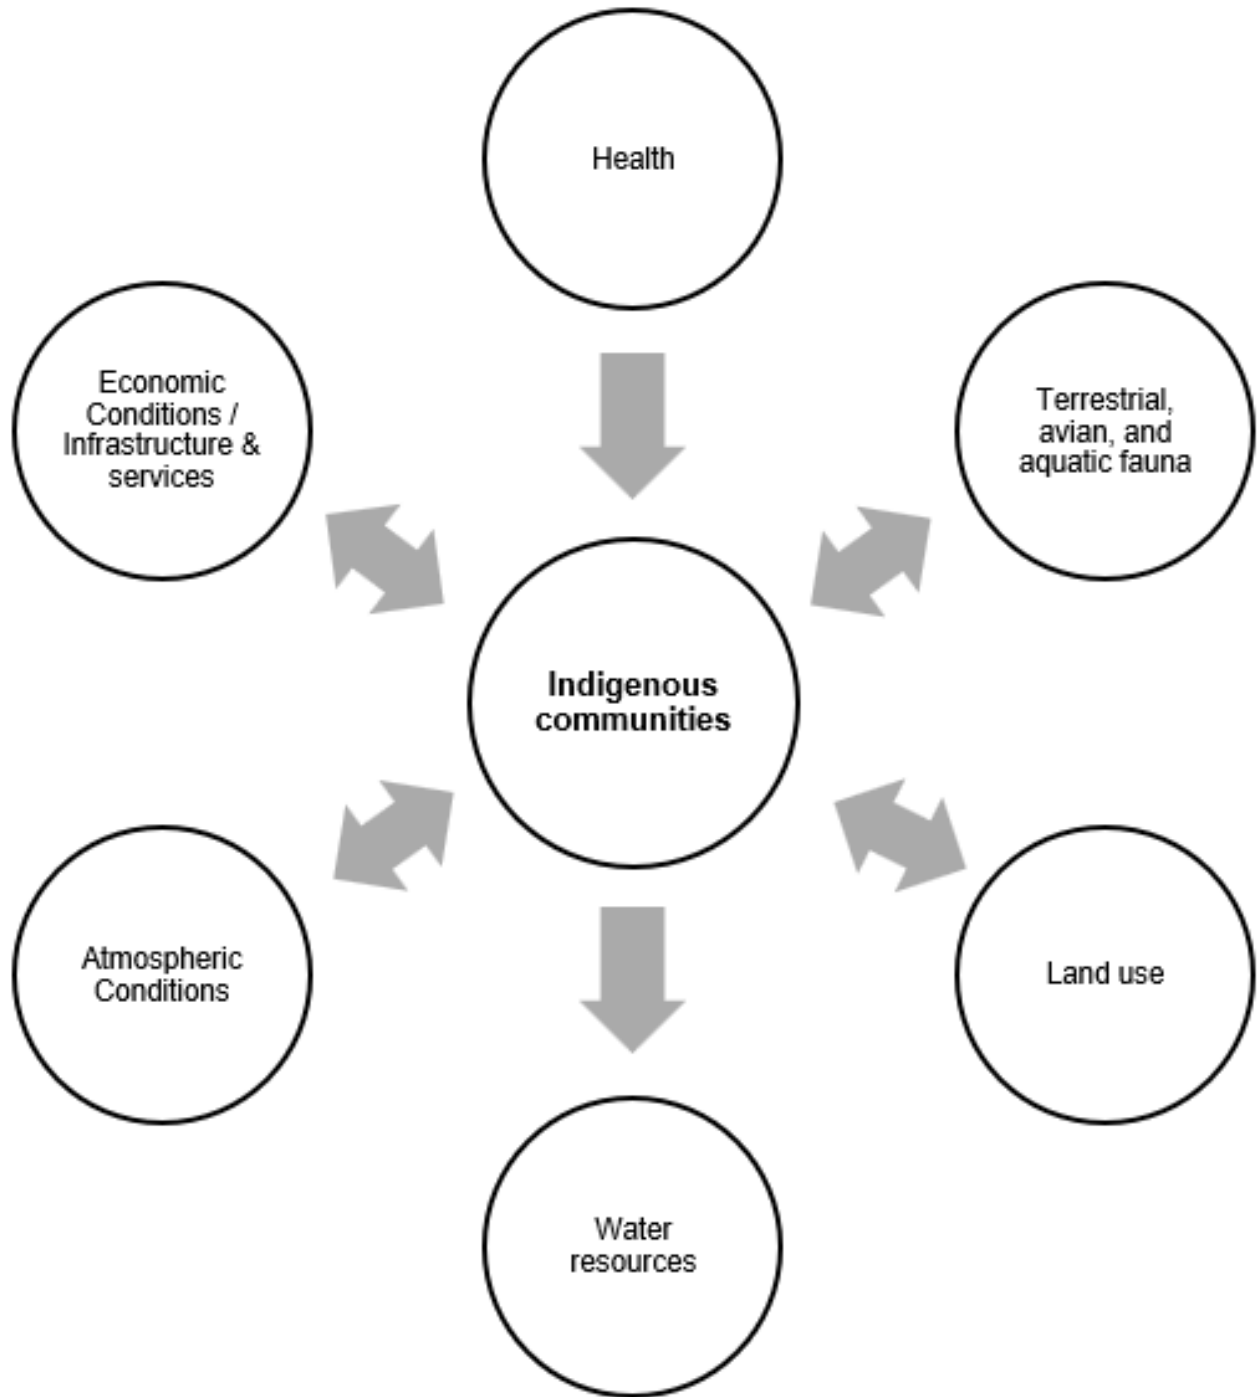 Health
Economic
Conditions /
Infrastructure &
services
Terrestrial,
avian, and
aquatic fauna
Indigenous
communities
Atmospheric
Conditions
Land use
Water
resources